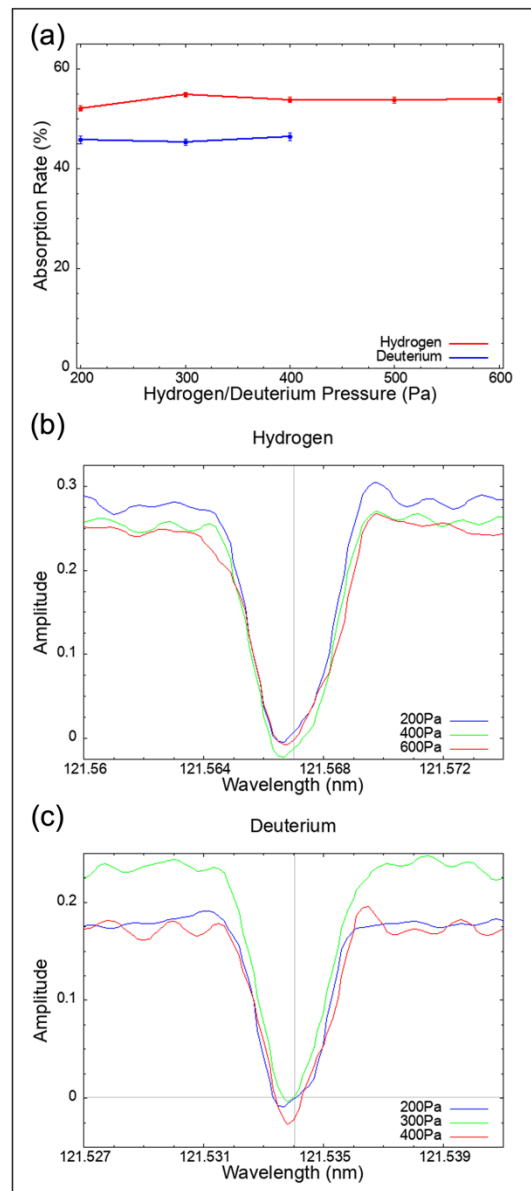 (a)
60
40
20
0
Absorption Rate (%)
Hydrogen
Deuterium
200 300 400 500 600
Hydrogen/Deuterium Pressure (Pa)
(b)
Hydrogen
0.3
0.2
0.1
0
Amplitude
200Pa
400Pa
600Pa
121.56 121.564 121.568 121.572
Wavelength (nm)
(c)
Deuterium
0.2
0.1
0
Amplitude
200Pa
300Pa
400Pa
121.527 121.531 121.535 121.539
Wavelength (nm)